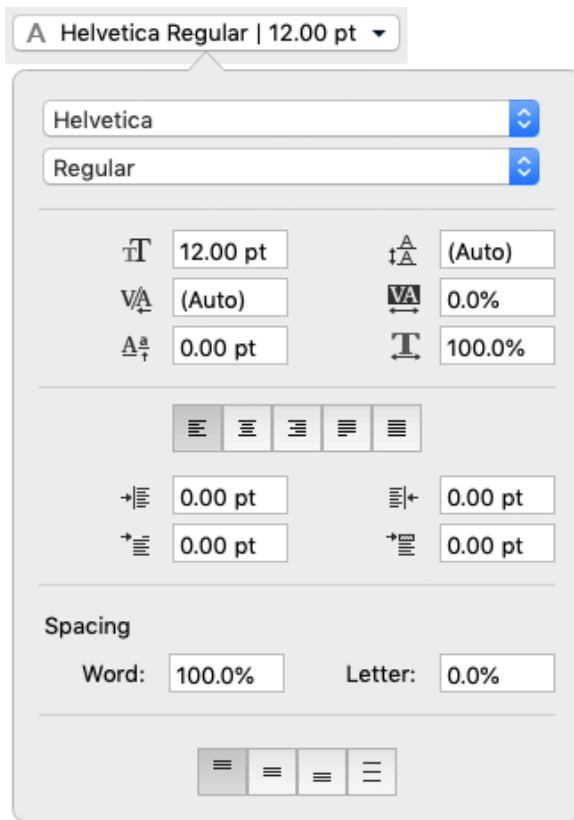 A Helvetica Regular | 12.00 pt
Helvetica
Regular
12.00 pt (Auto)
(Auto) 0.0%
0.00 pt 100.0%
0.00 pt 0.00 pt
0.00 pt 0.00 pt
Spacing
Word: 100.0% Letter: 0.0%